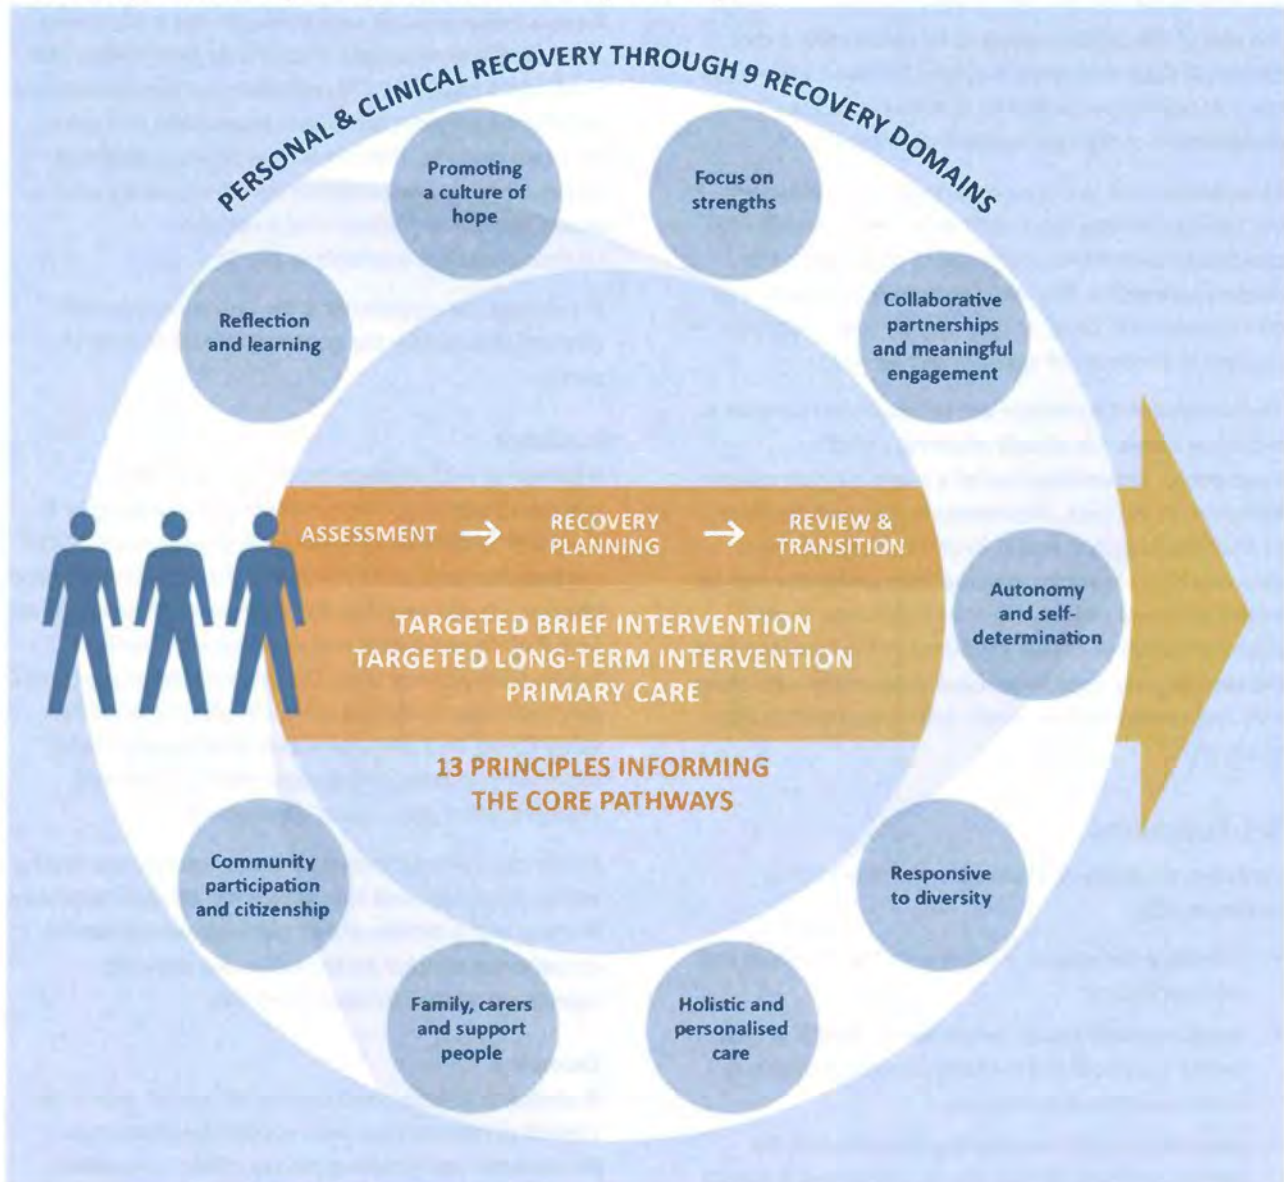 PERSONAL & CLINICAL RECOVERY THROUGH 9 RECOVERY DOMAINS
Promoting
a culture of
hope
Focus on
strengths
Reflection
and learning
Collaborative
partnerships
and meaningful
engagement
ASSESSMENT → RECOVERY
PLANNING → REVIEW &
TRANSITION
Autonomy
and self-
determination
TARGETED BRIEF INTERVENTION
TARGETED LONG-TERM INTERVENTION
PRIMARY CARE
13 PRINCIPLES INFORMING
THE CORE PATHWAYS
Community
participation
and citizenship
Responsive
to diversity
Family, carers
and support
people
Holistic and
personalised
care